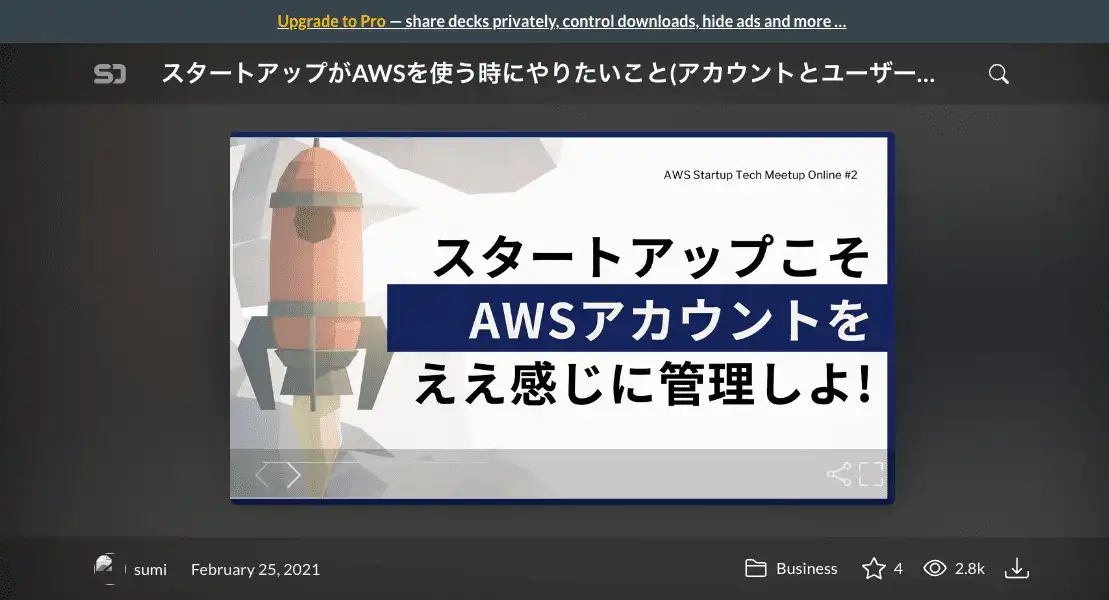 Upgrade to Pro — share decks privately, control downloads, hide ads and more …
SD スタートアップがAWSを使う時にやりたいこと(アカウントとユーザー…
AWS Startup Tech Meetup Online #2
スタートアップこそ
AWSアカウントを
ええ感じに管理しよ!
sumi February 25, 2021 Business 4 2.8k